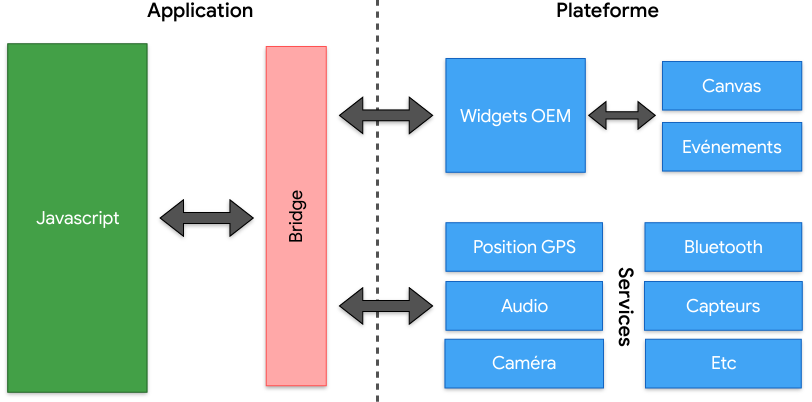 Application
Plateforme
Javascript
Bridge
Widgets OEM
Canvas
Evénements
Position GPS
Audio
Caméra
Services
Bluetooth
Capteurs
Etc